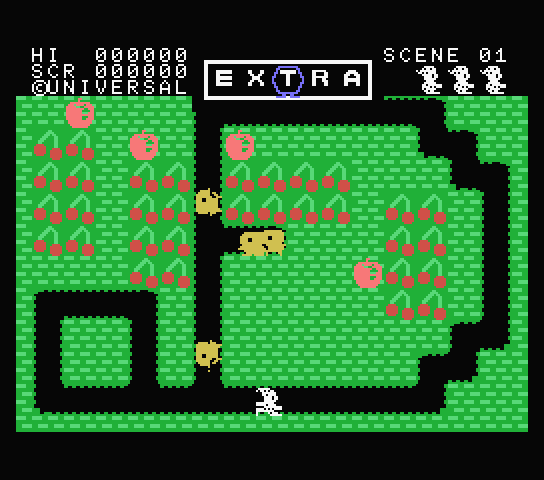 HI 000000
SCR 000000
©UNIVERSAL
EXTRA
SCENE 01